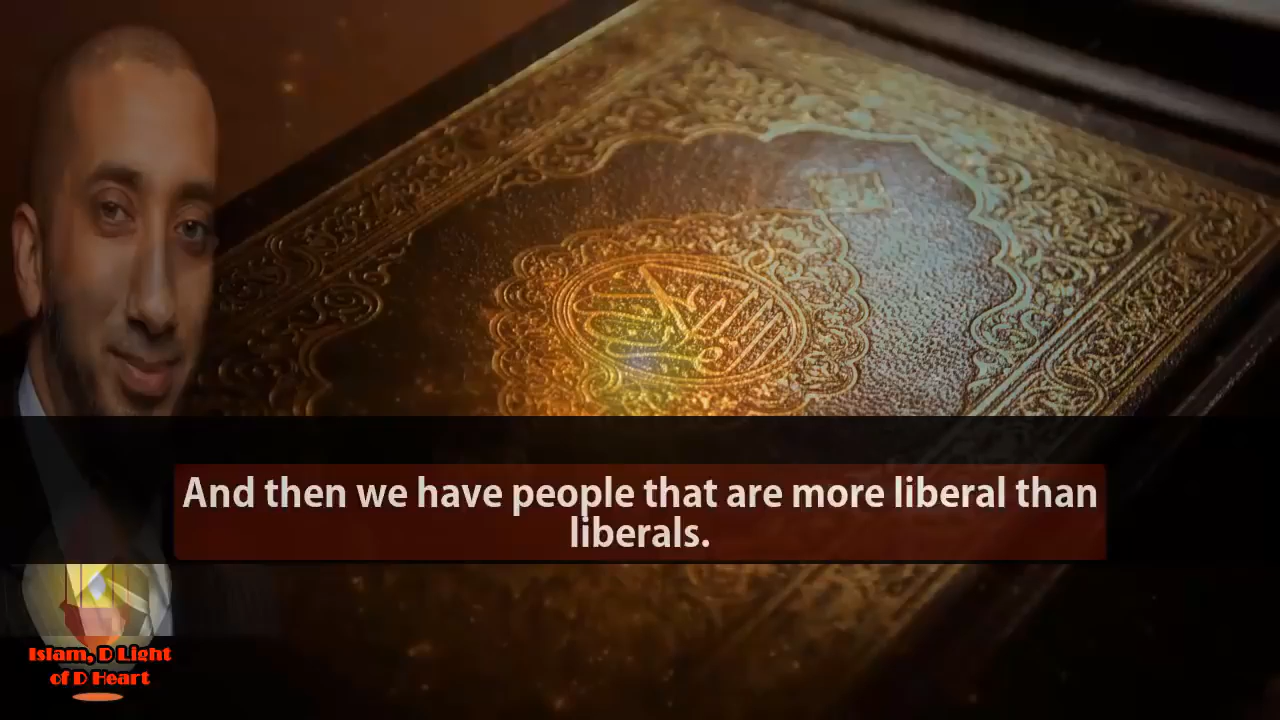 And then we have people that are more liberal than
liberals.
Islam, D Light
of D Heart